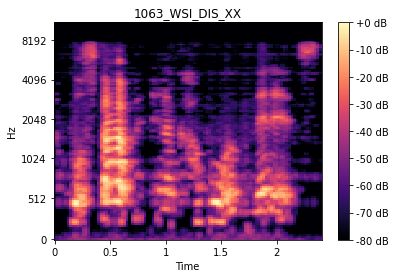 1063_WSI_DIS_XX
8192
4096
2048
1024
512
0
Hz
0
0.5
1
1.5
2
Time
+0 dB
-10 dB
-20 dB
-30 dB
-40 dB
-50 dB
-60 dB
-70 dB
-80 dB